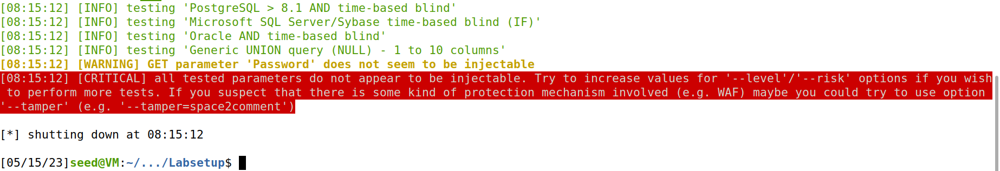 [08:15:12] [INFO] testing 'PostgreSQL > 8.1 AND time-based blind'
[08:15:12] [INFO] testing 'Microsoft SQL Server/Sybase time-based blind (IF)'
[08:15:12] [INFO] testing 'Oracle AND time-based blind'
[08:15:12] [INFO] testing 'Generic UNION query (NULL) - 1 to 10 columns'
[08:15:12] [WARNING] GET parameter 'Password' does not seem to be injectable
[08:15:12] [CRITICAL] all tested parameters do not appear to be injectable. Try to increase values for '--level'/'--risk' options if you wish
to perform more tests. If you suspect that there is some kind of protection mechanism involved (e.g. WAF) maybe you could try to use option
'--tamper' (e.g. '--tamper=space2comment')
[*] shutting down at 08:15:12
[05/15/23]seed@VM:~/.../Labsetup$